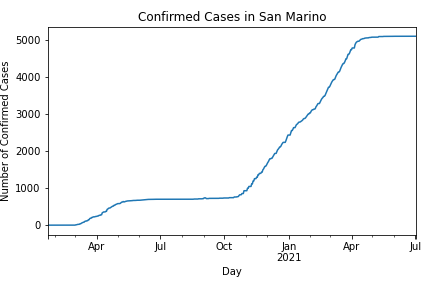 Confirmed Cases in San Marino
Number of Confirmed Cases
5000
4000
3000
2000
1000
0
Apr
Jul
Oct
Jan
2021
Apr
Jul
Day